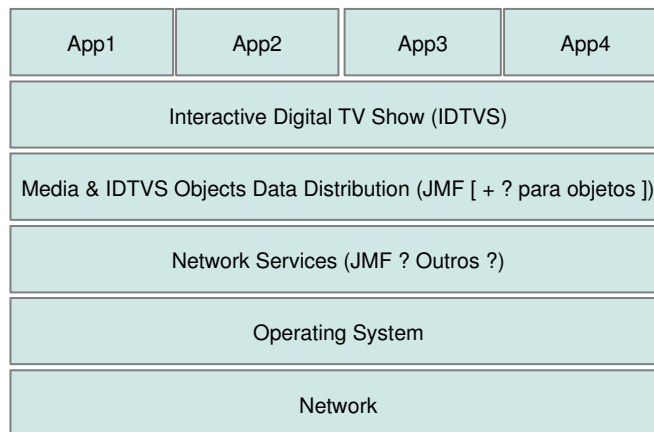 App1 App2 App3 App4
Interactive Digital TV Show (IDTVS)
Media & IDTVS Objects Data Distribution (JMF [ + ? para objetos ])
Network Services (JMF ? Outros ?)
Operating System
Network